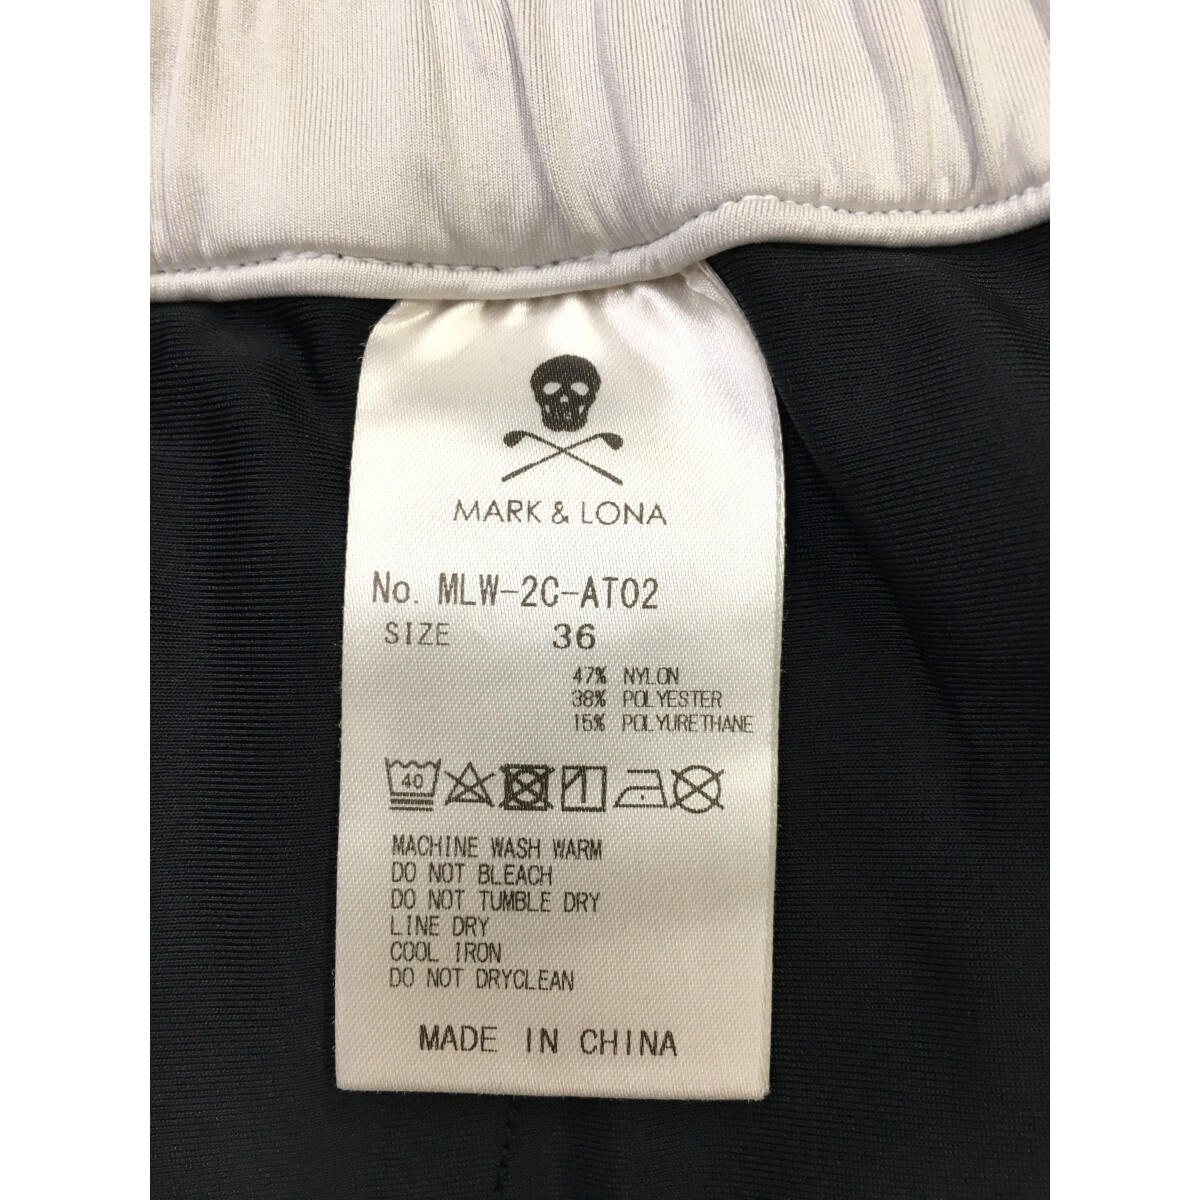 MARK & LONA
No. MLW-2C-AT02
SIZE 36
47% NYLON
38% POLYESTER
15% POLYURETHANE
40
MACHINE WASH WARM
DO NOT BLEACH
DO NOT TUMBLE DRY
LINE DRY
COOL IRON
DO NOT DRYCLEAN
MADE IN CHINA